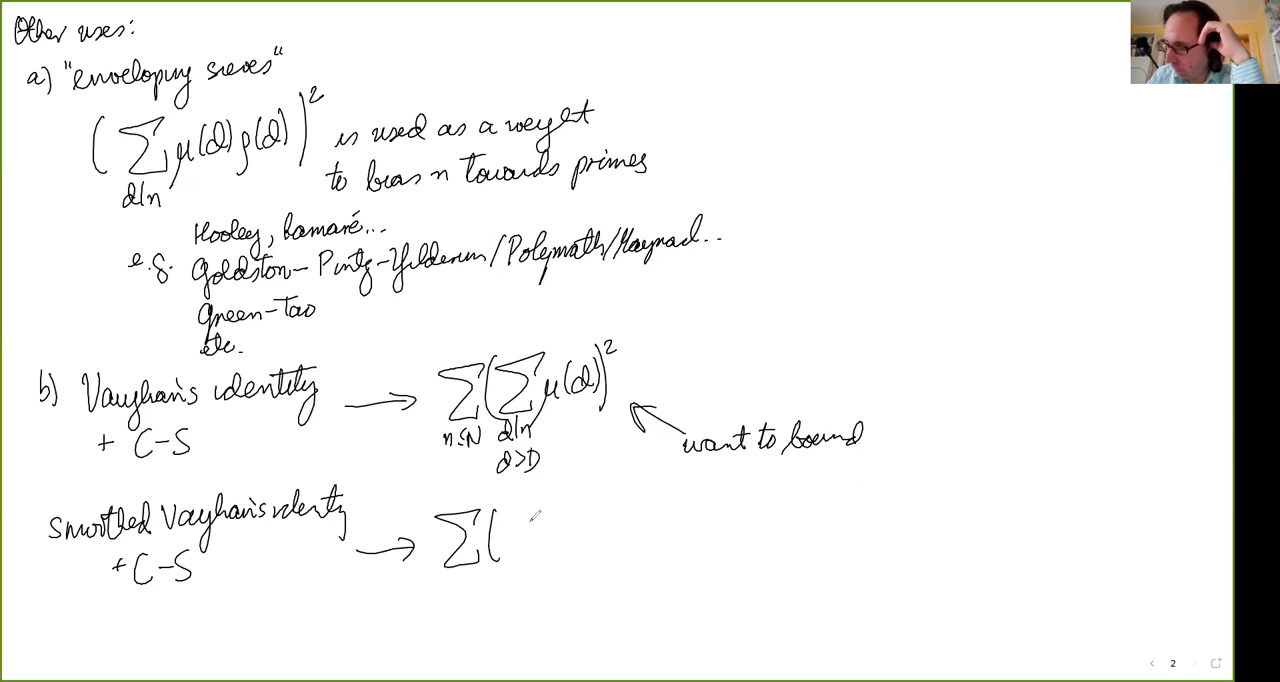 Other uses:
a) "enveloping sieves"
( ∑ μ(d) ρ(d) )² is used as a weight
d|n
to bias n towards primes
Hooley, Ramaré...
e.g. Goldston-Pintz-Yıldırım/Polymath/Maynard..
Green-Tao
etc.
b) Vaughan's identity → ∑ ( ∑ μ(d) )²
+ C-S
n≤N d|n
d>D
want to bound
Smoothed Vaughan's identity → ∑ (
+ C-S
2